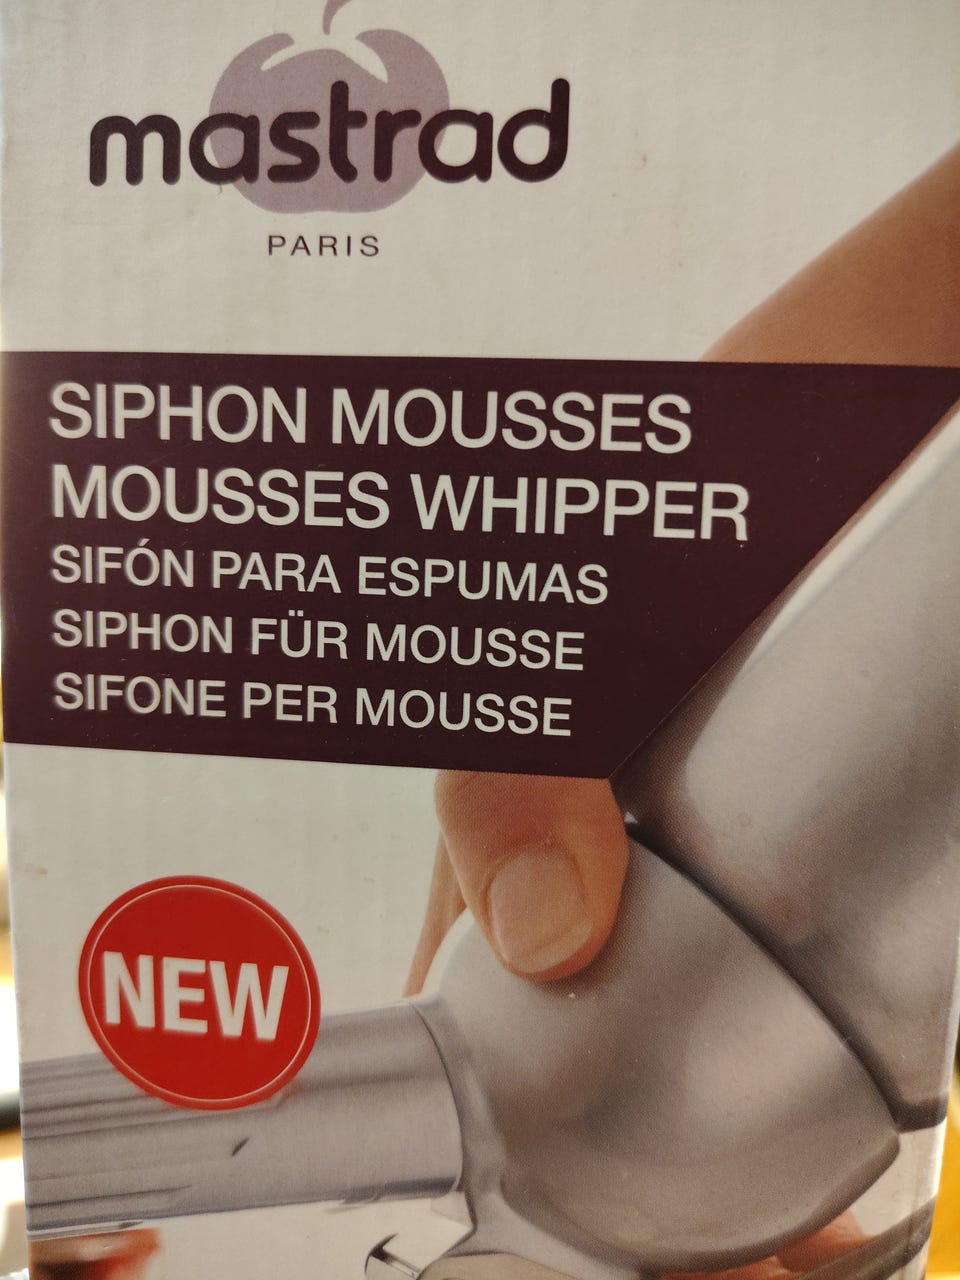 mastrad
PARIS
SIPHON MOUSSES
MOUSSES WHIPPER
SIFÓN PARA ESPUMAS
SIPHON FÜR MOUSSE
SIFONE PER MOUSSE
NEW